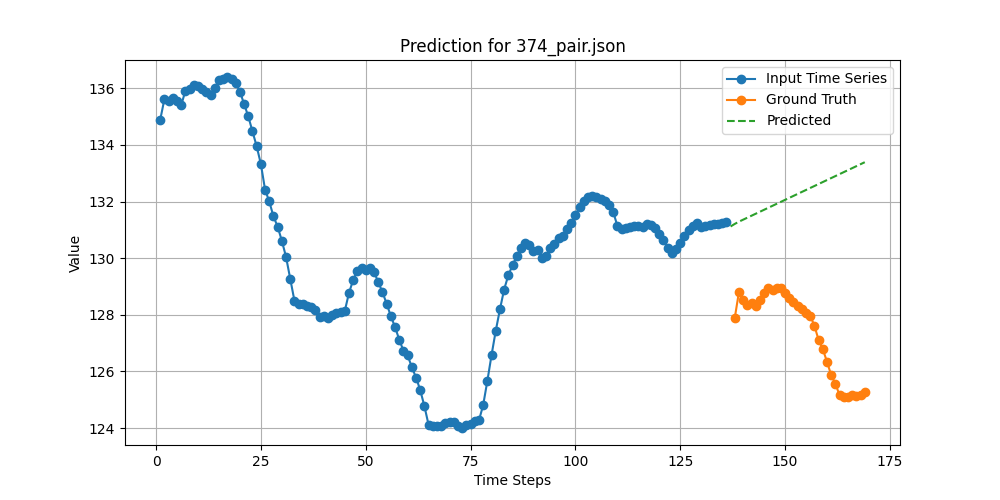 Prediction for 374_pair.json
Input Time Series
Ground Truth
Predicted
Value
136
134
132
130
128
126
124
0 25 50 75 100 125 150 175
Time Steps